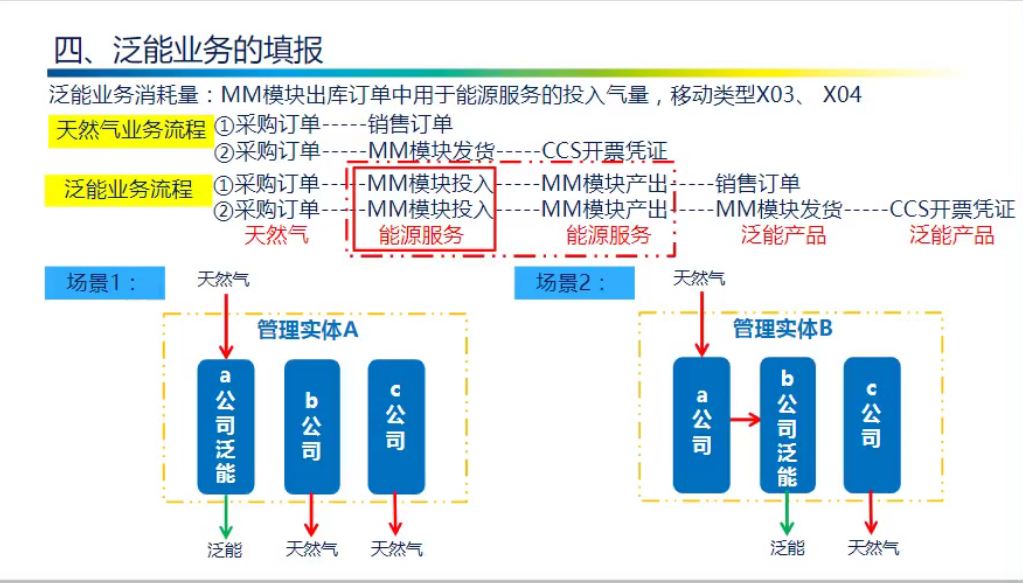 四、泛能业务的填报
泛能业务消耗量：MM模块出库订单中用于能源服务的投入气量，移动类型X03、 X04
天然气业务流程 ①采购订单-----销售订单
②采购订单-----MM模块发货-----CCS开票凭证
泛能业务流程 ①采购订单-----MM模块投入-----MM模块产出-----销售订单
②采购订单-----MM模块投入-----MM模块产出-----MM模块发货-----CCS开票凭证
天然气 能源服务 能源服务 泛能产品 泛能产品
场景1：
天然气
管理实体A
a公司泛能
b公司
c公司
泛能
天然气
天然气
场景2：
天然气
管理实体B
a公司
b公司泛能
c公司
泛能
天然气